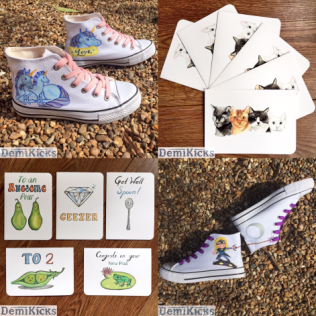 Love
DemiKicks
DemiKicks
To an
Awesome
Pear
GEEZER
Get Well
Spoon!
TO 2
Congrats on your
New Pad
DemiKicks
DemiKicks